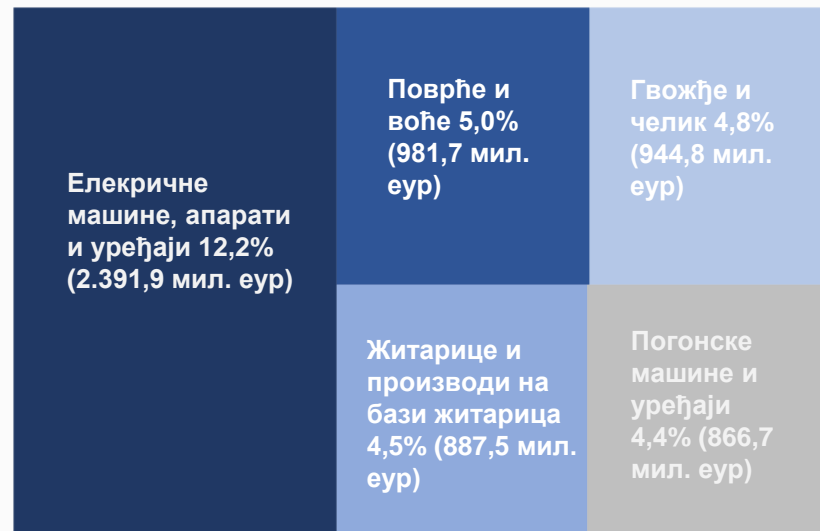 Елекричне
машине, апарати
и уређаји 12,2%
(2.391,9 мил. еур)
Поврће и
воће 5,0%
(981,7 мил.
еур)
Гвожђе и
челик 4,8%
(944,8 мил.
еур)
Житарице и
производи на
бази житарица
4,5% (887,5 мил.
еур)
Погонске
машине и
уређаји
4,4% (866,7
мил. еур)